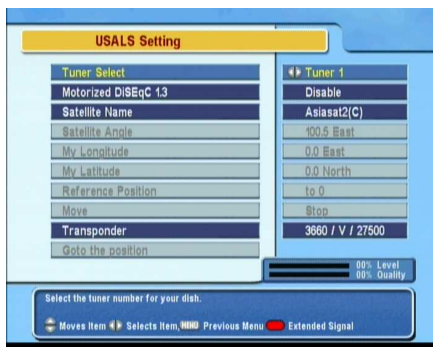 USALS Setting
Tuner Select Tuner 1
Motorized DiSEqC 1.3 Disable
Satellite Name Asiasat2(C)
Satellite Angle 100.5 East
My Longitude 0.0 East
My Latitude 0.0 North
Reference Position to 0
Move Stop
Transponder 3660 / V / 27500
Goto the position
00% Level
00% Quality
Select the tuner number for your dish.
Moves Item Selects Item, MENU Previous Menu Extended Signal